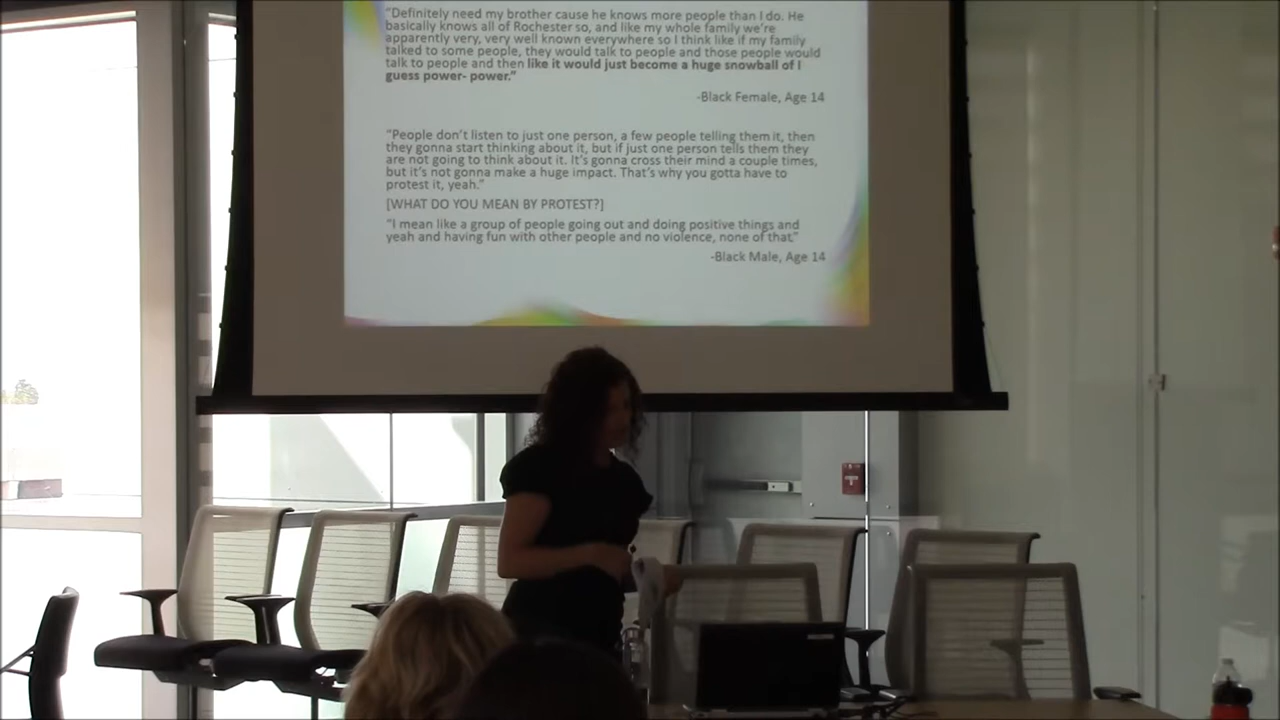 "Definitely need my brother cause he knows more people than I do. He
basically knows all of Rochester so, and like my whole family we're
apparently very, very well known everywhere so I think like if my family
talked to some people, they would talk to people and those people would
talk to people and then like it would just become a huge snowball of I
guess power- power."
-Black Female, Age 14
"People don't listen to just one person, a few people telling them it, then
they gonna start thinking about it, but if just one person tells them they
are not going to think about it. It's gonna cross their mind a couple times,
but it's not gonna make a huge impact. That's why you gotta have to
protest it, yeah."
[WHAT DO YOU MEAN BY PROTEST?]
"I mean like a group of people going out and doing positive things and
yeah and having fun with other people and no violence, none of that."
-Black Male, Age 14